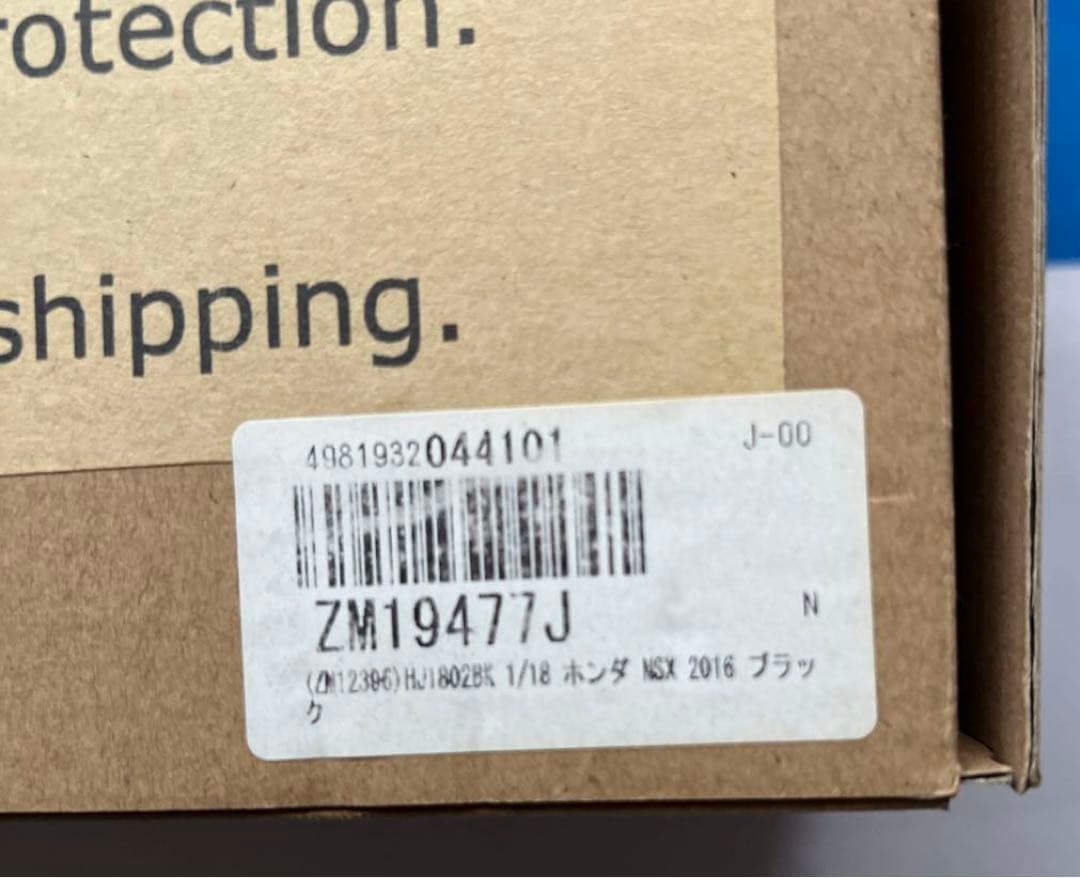 rotection.
shipping.
4981932044101 J-00
ZM19477J N
(ZM12396)HJ1802BK 1/18 ホンダ NSX 2016 ブラッ
ク